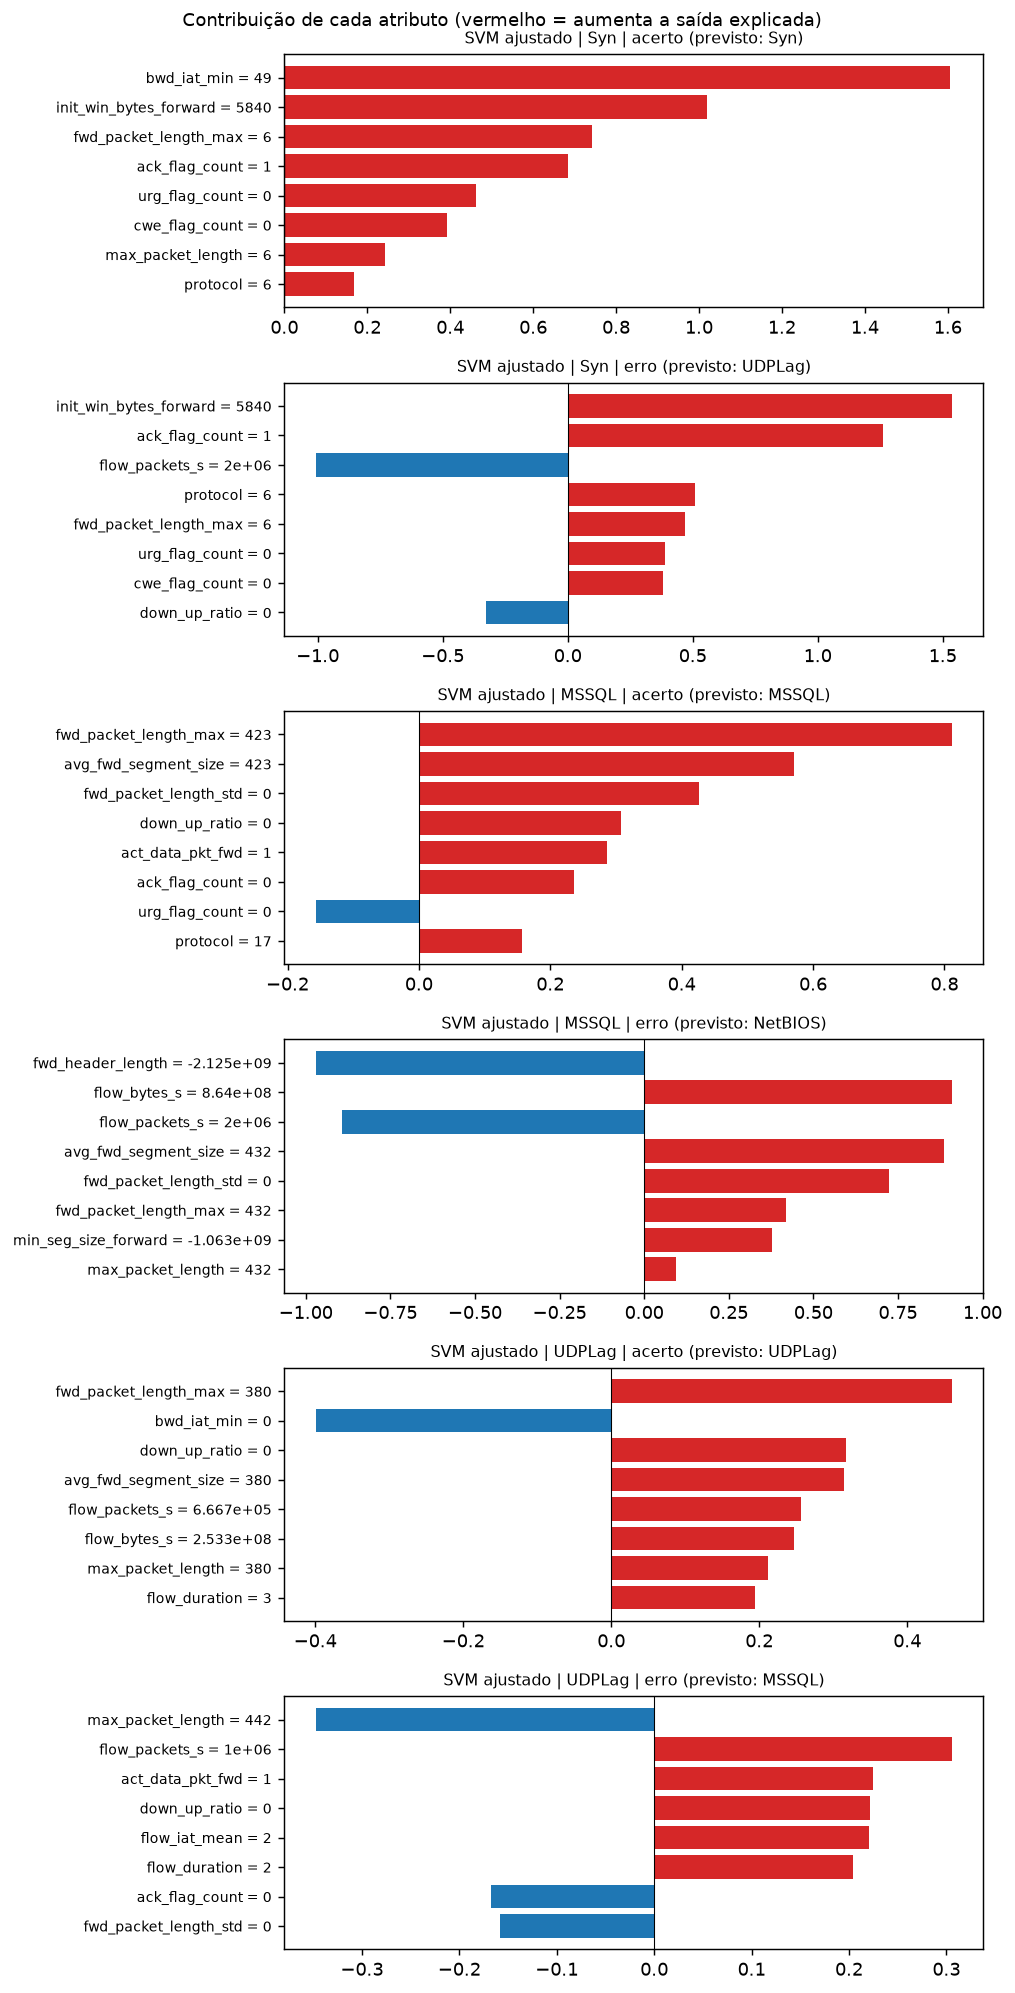 Contribuição de cada atributo (vermelho = aumenta a saída explicada)
SVM ajustado | Syn | acerto (previsto: Syn)
bwd_iat_min = 49
init_win_bytes_forward = 5840
fwd_packet_length_max = 6
ack_flag_count = 1
urg_flag_count = 0
cwe_flag_count = 0
max_packet_length = 6
protocol = 6
0.0 0.2 0.4 0.6 0.8 1.0 1.2 1.4 1.6
SVM ajustado | Syn | erro (previsto: UDPLag)
init_win_bytes_forward = 5840
ack_flag_count = 1
flow_packets_s = 2e+06
protocol = 6
fwd_packet_length_max = 6
urg_flag_count = 0
cwe_flag_count = 0
down_up_ratio = 0
−1.0 −0.5 0.0 0.5 1.0 1.5
SVM ajustado | MSSQL | acerto (previsto: MSSQL)
fwd_packet_length_max = 423
avg_fwd_segment_size = 423
fwd_packet_length_std = 0
down_up_ratio = 0
act_data_pkt_fwd = 1
ack_flag_count = 0
urg_flag_count = 0
protocol = 17
−0.2 0.0 0.2 0.4 0.6 0.8
SVM ajustado | MSSQL | erro (previsto: NetBIOS)
fwd_header_length = -2.125e+09
flow_bytes_s = 8.64e+08
flow_packets_s = 2e+06
avg_fwd_segment_size = 432
fwd_packet_length_std = 0
fwd_packet_length_max = 432
min_seg_size_forward = -1.063e+09
max_packet_length = 432
−1.00 −0.75 −0.50 −0.25 0.00 0.25 0.50 0.75 1.00
SVM ajustado | UDPLag | acerto (previsto: UDPLag)
fwd_packet_length_max = 380
bwd_iat_min = 0
down_up_ratio = 0
avg_fwd_segment_size = 380
flow_packets_s = 6.667e+05
flow_bytes_s = 2.533e+08
max_packet_length = 380
flow_duration = 3
−0.4 −0.2 0.0 0.2 0.4
SVM ajustado | UDPLag | erro (previsto: MSSQL)
max_packet_length = 442
flow_packets_s = 1e+06
act_data_pkt_fwd = 1
down_up_ratio = 0
flow_iat_mean = 2
flow_duration = 2
ack_flag_count = 0
fwd_packet_length_std = 0
−0.3 −0.2 −0.1 0.0 0.1 0.2 0.3